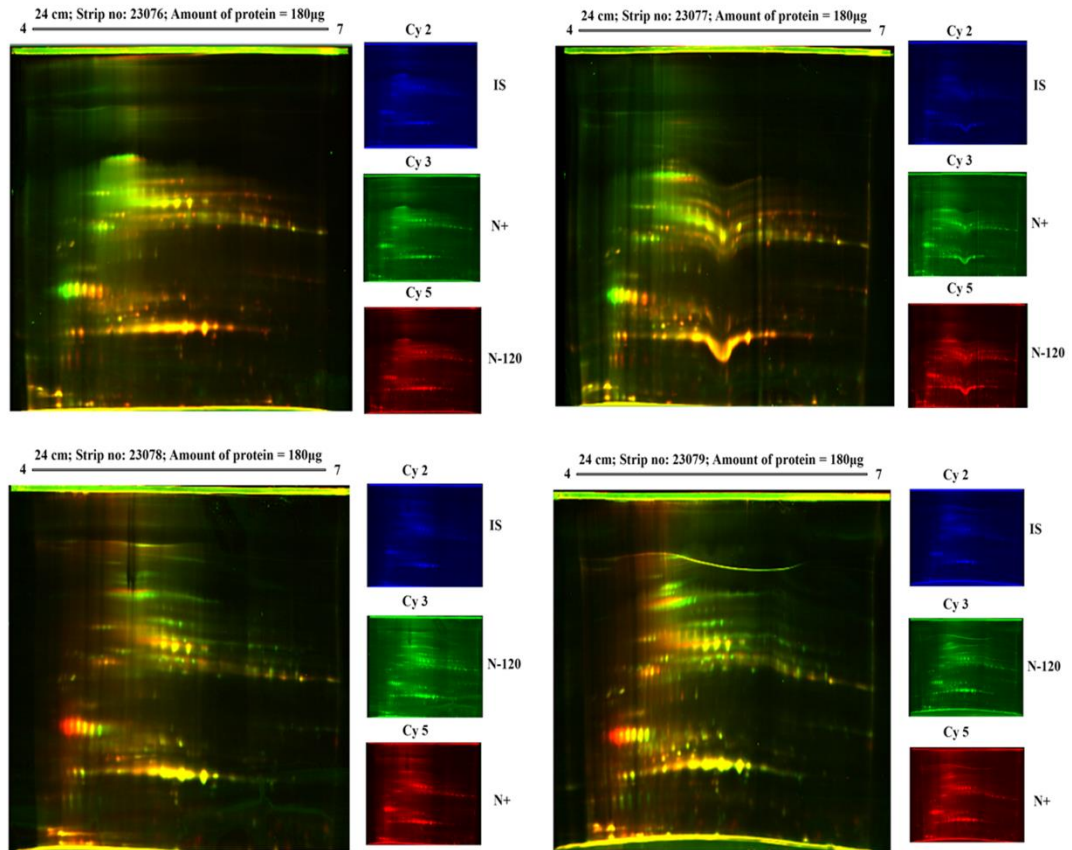 24 cm; Strip no: 23076; Amount of protein = 180µg
4 7
Cy 2
IS
Cy 3
N+
Cy 5
N-120
24 cm; Strip no: 23077; Amount of protein = 180µg
4 7
Cy 2
IS
Cy 3
N+
Cy 5
N-120
24 cm; Strip no: 23078; Amount of protein = 180µg
4 7
Cy 2
IS
Cy 3
N-120
Cy 5
N+
24 cm; Strip no: 23079; Amount of protein = 180µg
4 7
Cy 2
IS
Cy 3
N-120
Cy 5
N+